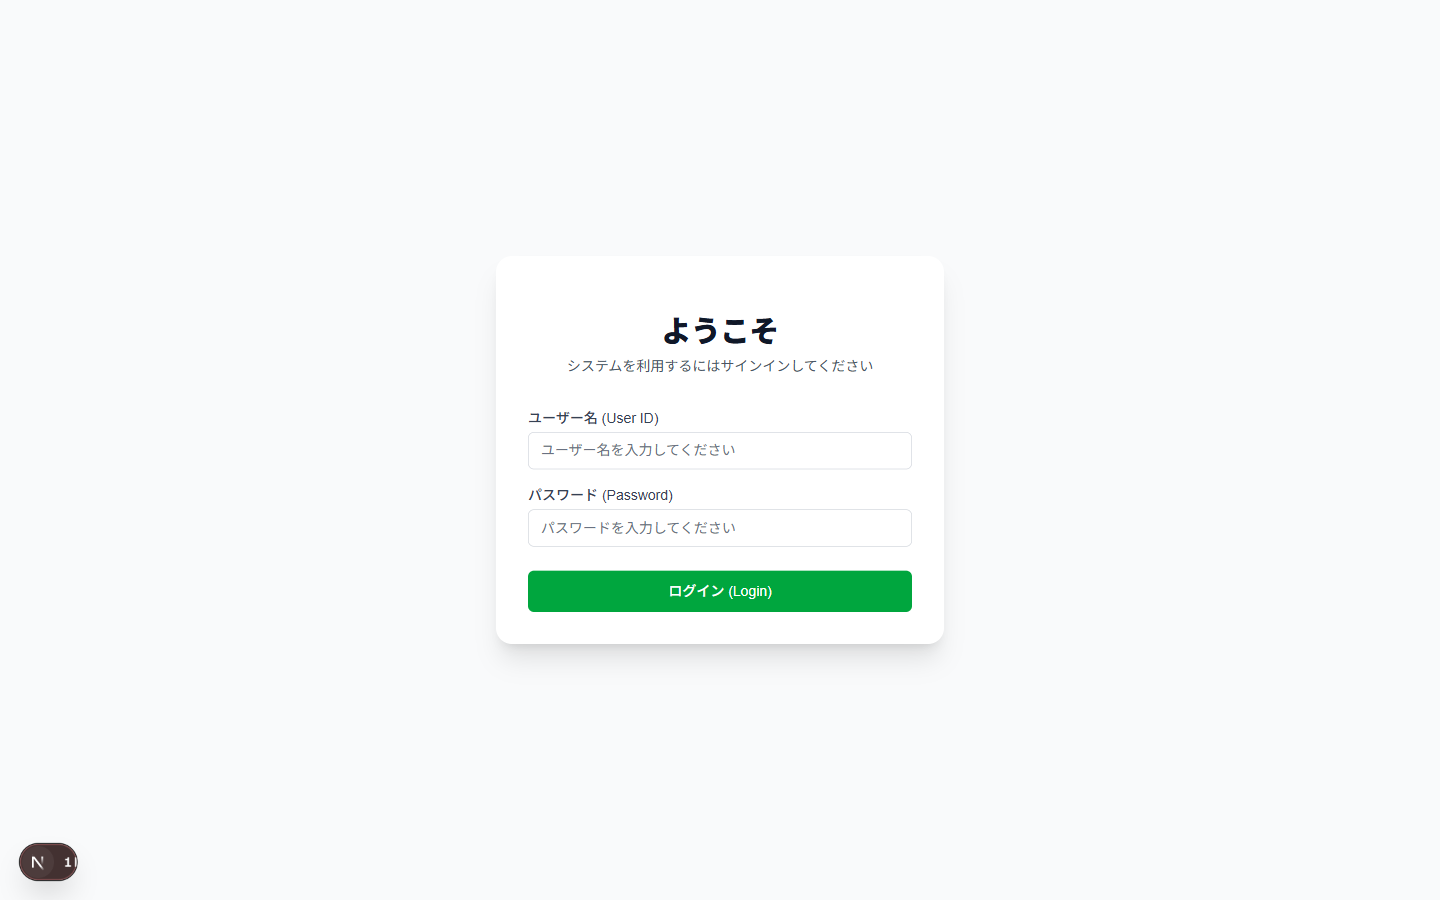 ようこそ
システムを利用するにはサインインしてください
ユーザー名 (User ID)
ユーザー名を入力してください
パスワード (Password)
パスワードを入力してください
ログイン (Login)
N 1